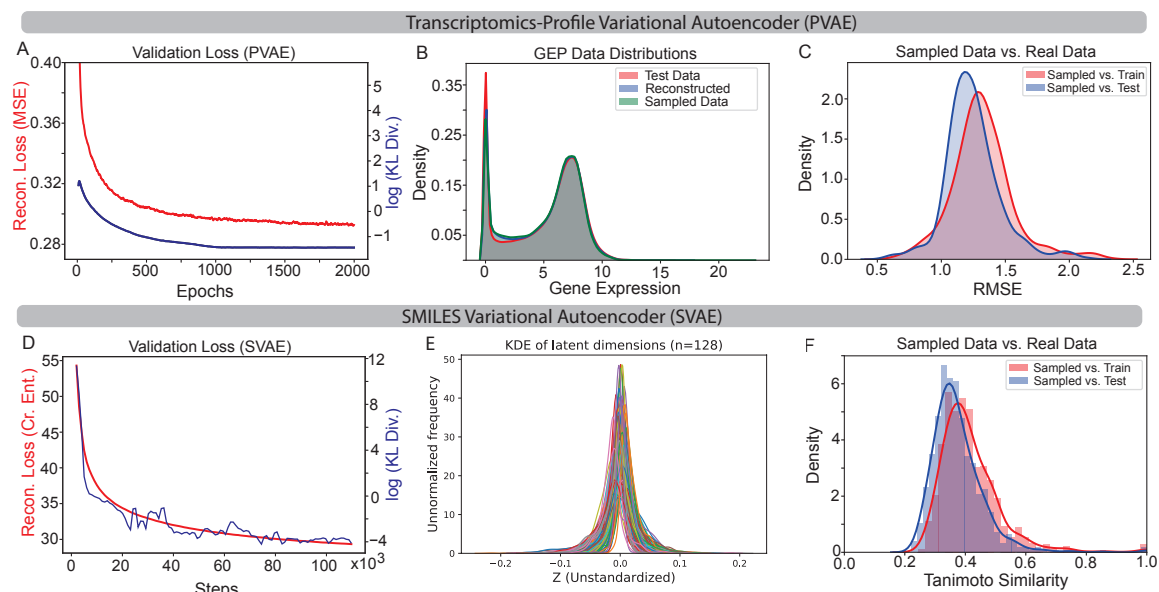 Transcriptomics-Profile Variational Autoencoder (PVAE)
A
Validation Loss (PVAE)
Recon. Loss (MSE)
0.40
0.36
0.32
0.28
5
4
3
2
1
0
−1
log (KL Div.)
0
500
1000
1500
2000
Epochs
B
GEP Data Distributions
Test Data
Reconstructed
Sampled Data
Density
0.35
0.25
0.15
0.05
0
5
10
15
20
Gene Expression
C
Sampled Data vs. Real Data
Sampled vs. Train
Sampled vs. Test
Density
2.0
1.5
1.0
0.5
0.0
0.5
1.0
1.5
2.0
2.5
RMSE
SMILES Variational Autoencoder (SVAE)
D
Validation Loss (SVAE)
Recon. Loss (Cr. Ent.)
55
50
45
40
35
30
12
8
4
0
−4
log (KL Div.)
0
20
40
60
80
100
x10³
Steps
E
KDE of latent dimensions (n=128)
Unnormalized frequency
50
40
30
20
10
0
−0.2
−0.1
0.0
0.1
0.2
Z (Unstandardized)
F
Sampled Data vs. Real Data
Sampled vs. Train
Sampled vs. Test
Density
6
4
2
0
0.0
0.2
0.4
0.6
0.8
1.0
Tanimoto Similarity